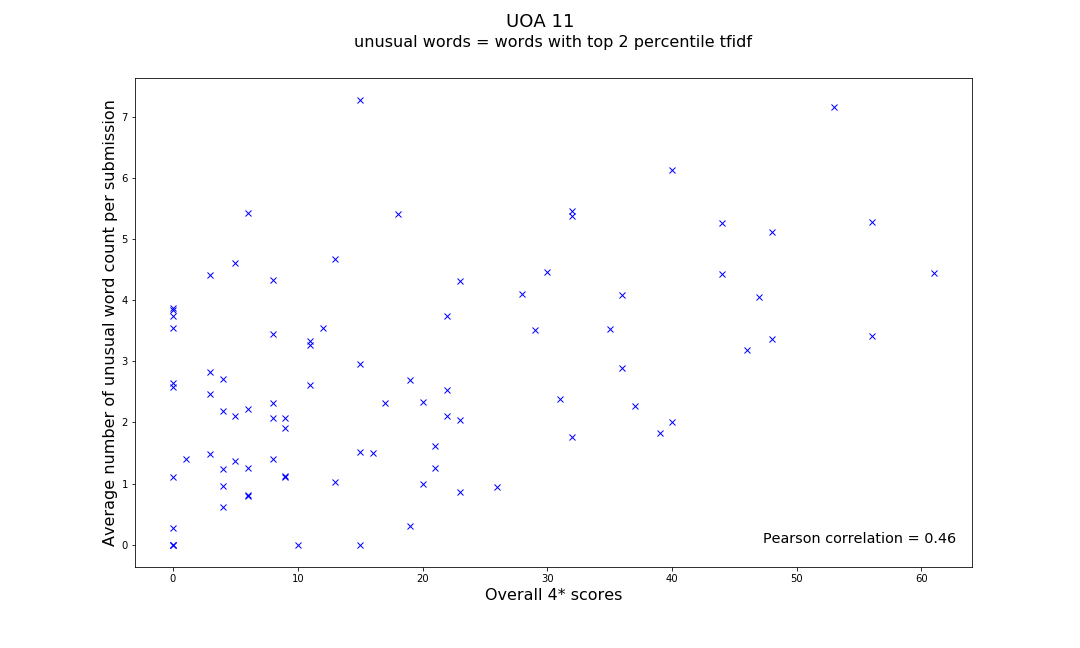 UOA 11
unusual words = words with top 2 percentile tfidf
Average number of unusual word count per submission
7
6
5
4
3
2
1
0
Pearson correlation = 0.46
0 10 20 30 40 50 60
Overall 4* scores